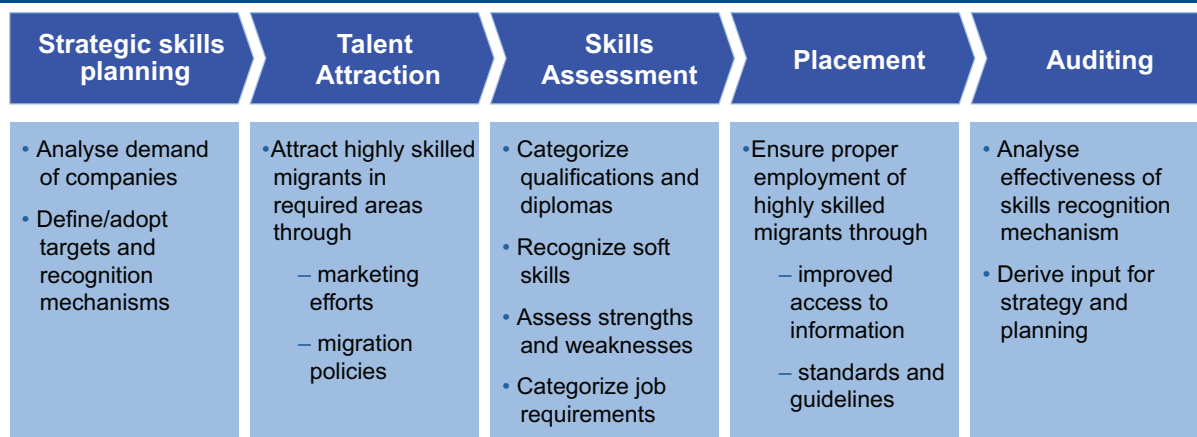 Strategic skills
planning
Talent
Attraction
Skills
Assessment
Placement
Auditing
• Analyse demand
of companies
• Define/adopt
targets and
recognition
mechanisms
•Attract highly skilled
migrants in
required areas
through
– marketing
efforts
– migration
policies
• Categorize
qualifications and
diplomas
• Recognize soft
skills
• Assess strengths
and weaknesses
• Categorize job
requirements
•Ensure proper
employment of
highly skilled
migrants through
– improved
access to
information
– standards and
guidelines
• Analyse
effectiveness of
skills recognition
mechanism
• Derive input for
strategy and
planning